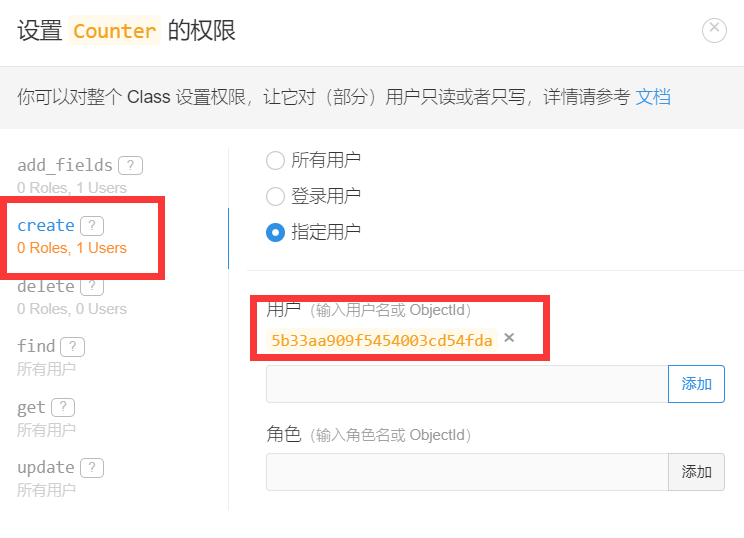 设置 Counter 的权限
你可以对整个 Class 设置权限，让它对（部分）用户只读或者只写，详情请参考 文档
add_fields ?
0 Roles, 1 Users
create ?
0 Roles, 1 Users
delete ?
0 Roles, 0 Users
find ?
所有用户
get ?
所有用户
update ?
所有用户
所有用户
登录用户
指定用户
用户（输入用户名或 ObjectId）
5b33aa909f5454003cd54fda ×
添加
角色（输入角色名或 ObjectId）
添加